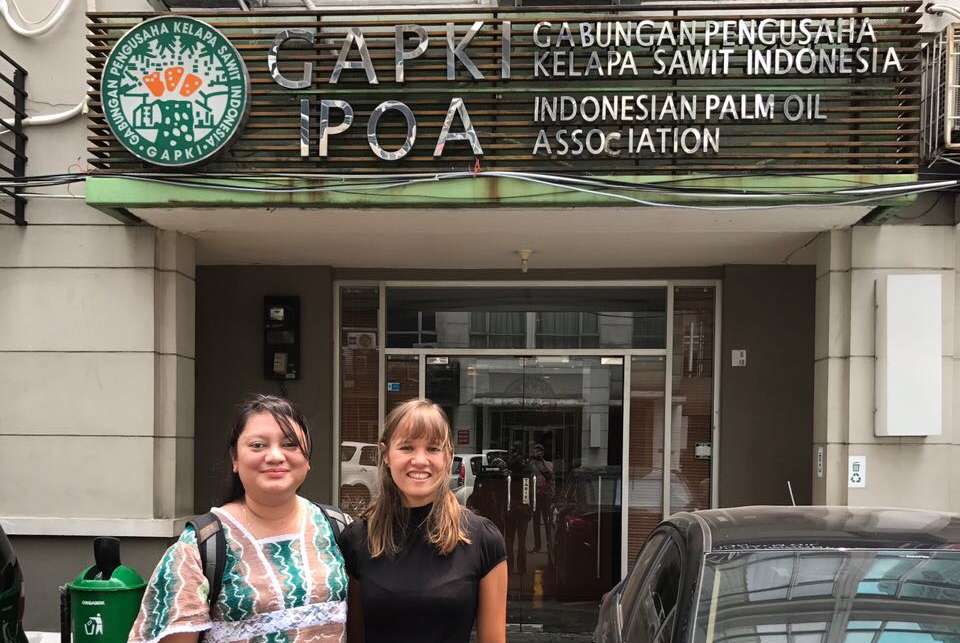 GABUNGAN PENGUSAHA KELAPA SAWIT INDONESIA
• GAPKI •
GAPKI
GABUNGAN PENGUSAHA
KELAPA SAWIT INDONESIA
IPOA
INDONESIAN PALM OIL
ASSOCIATION